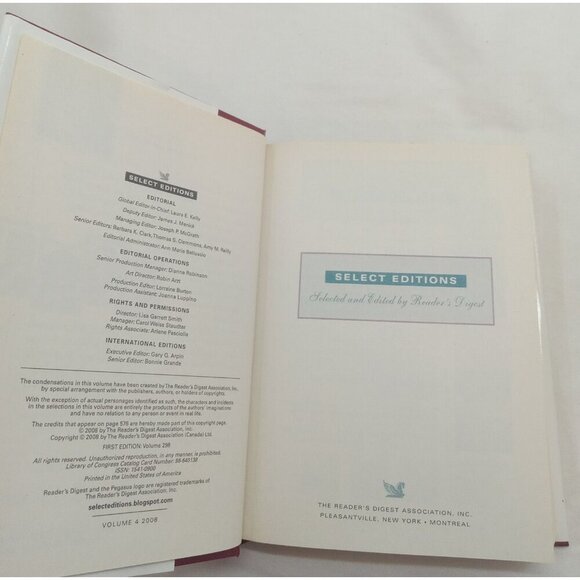 SELECT EDITIONS
EDITORIAL
Global Editor-in-Chief: Laura E. Kelly
Deputy Editor: James J. Menick
Managing Editor: Joseph P. McGrath
Senior Editors: Barbara K. Clark, Thomas S. Clemmons, Amy M. Reilly
Editorial Administrator: Ann Marie Belluscio
EDITORIAL OPERATIONS
Senior Production Manager: Dianne Robinson
Art Director: Robin Arzt
Production Editor: Lorraine Burton
Production Assistant: Joanna Luppino
RIGHTS AND PERMISSIONS
Director: Lisa Garrett Smith
Manager: Carol Weiss Staudter
Rights Associate: Arlene Pasciolla
INTERNATIONAL EDITIONS
Executive Editor: Gary Q. Arpin
Senior Editor: Bonnie Grande
The condensations in this volume have been created by The Reader's Digest Association, Inc.,
by special arrangement with the publishers, authors, or holders of copyrights.
With the exception of actual personages identified as such, the characters and incidents
in the selections in this volume are entirely the products of the authors' imaginations
and have no relation to any person or event in real life.
The credits that appear on page 576 are hereby made part of this copyright page.
© 2008 by The Reader's Digest Association, Inc.
Copyright © 2008 by The Reader's Digest Association (Canada) Ltd.
FIRST EDITION: Volume 298
All rights reserved. Unauthorized reproduction, in any manner, is prohibited.
Library of Congress Catalog Card Number: 88-645138
ISSN: 1541-0900
Printed in the United States of America
Reader's Digest and the Pegasus logo are registered trademarks of
The Reader's Digest Association, Inc.
selecteditions.blogspot.com
VOLUME 4 2008
SELECT EDITIONS
Selected and Edited by Reader's Digest
THE READER'S DIGEST ASSOCIATION, INC.
PLEASANTVILLE, NEW YORK • MONTREAL